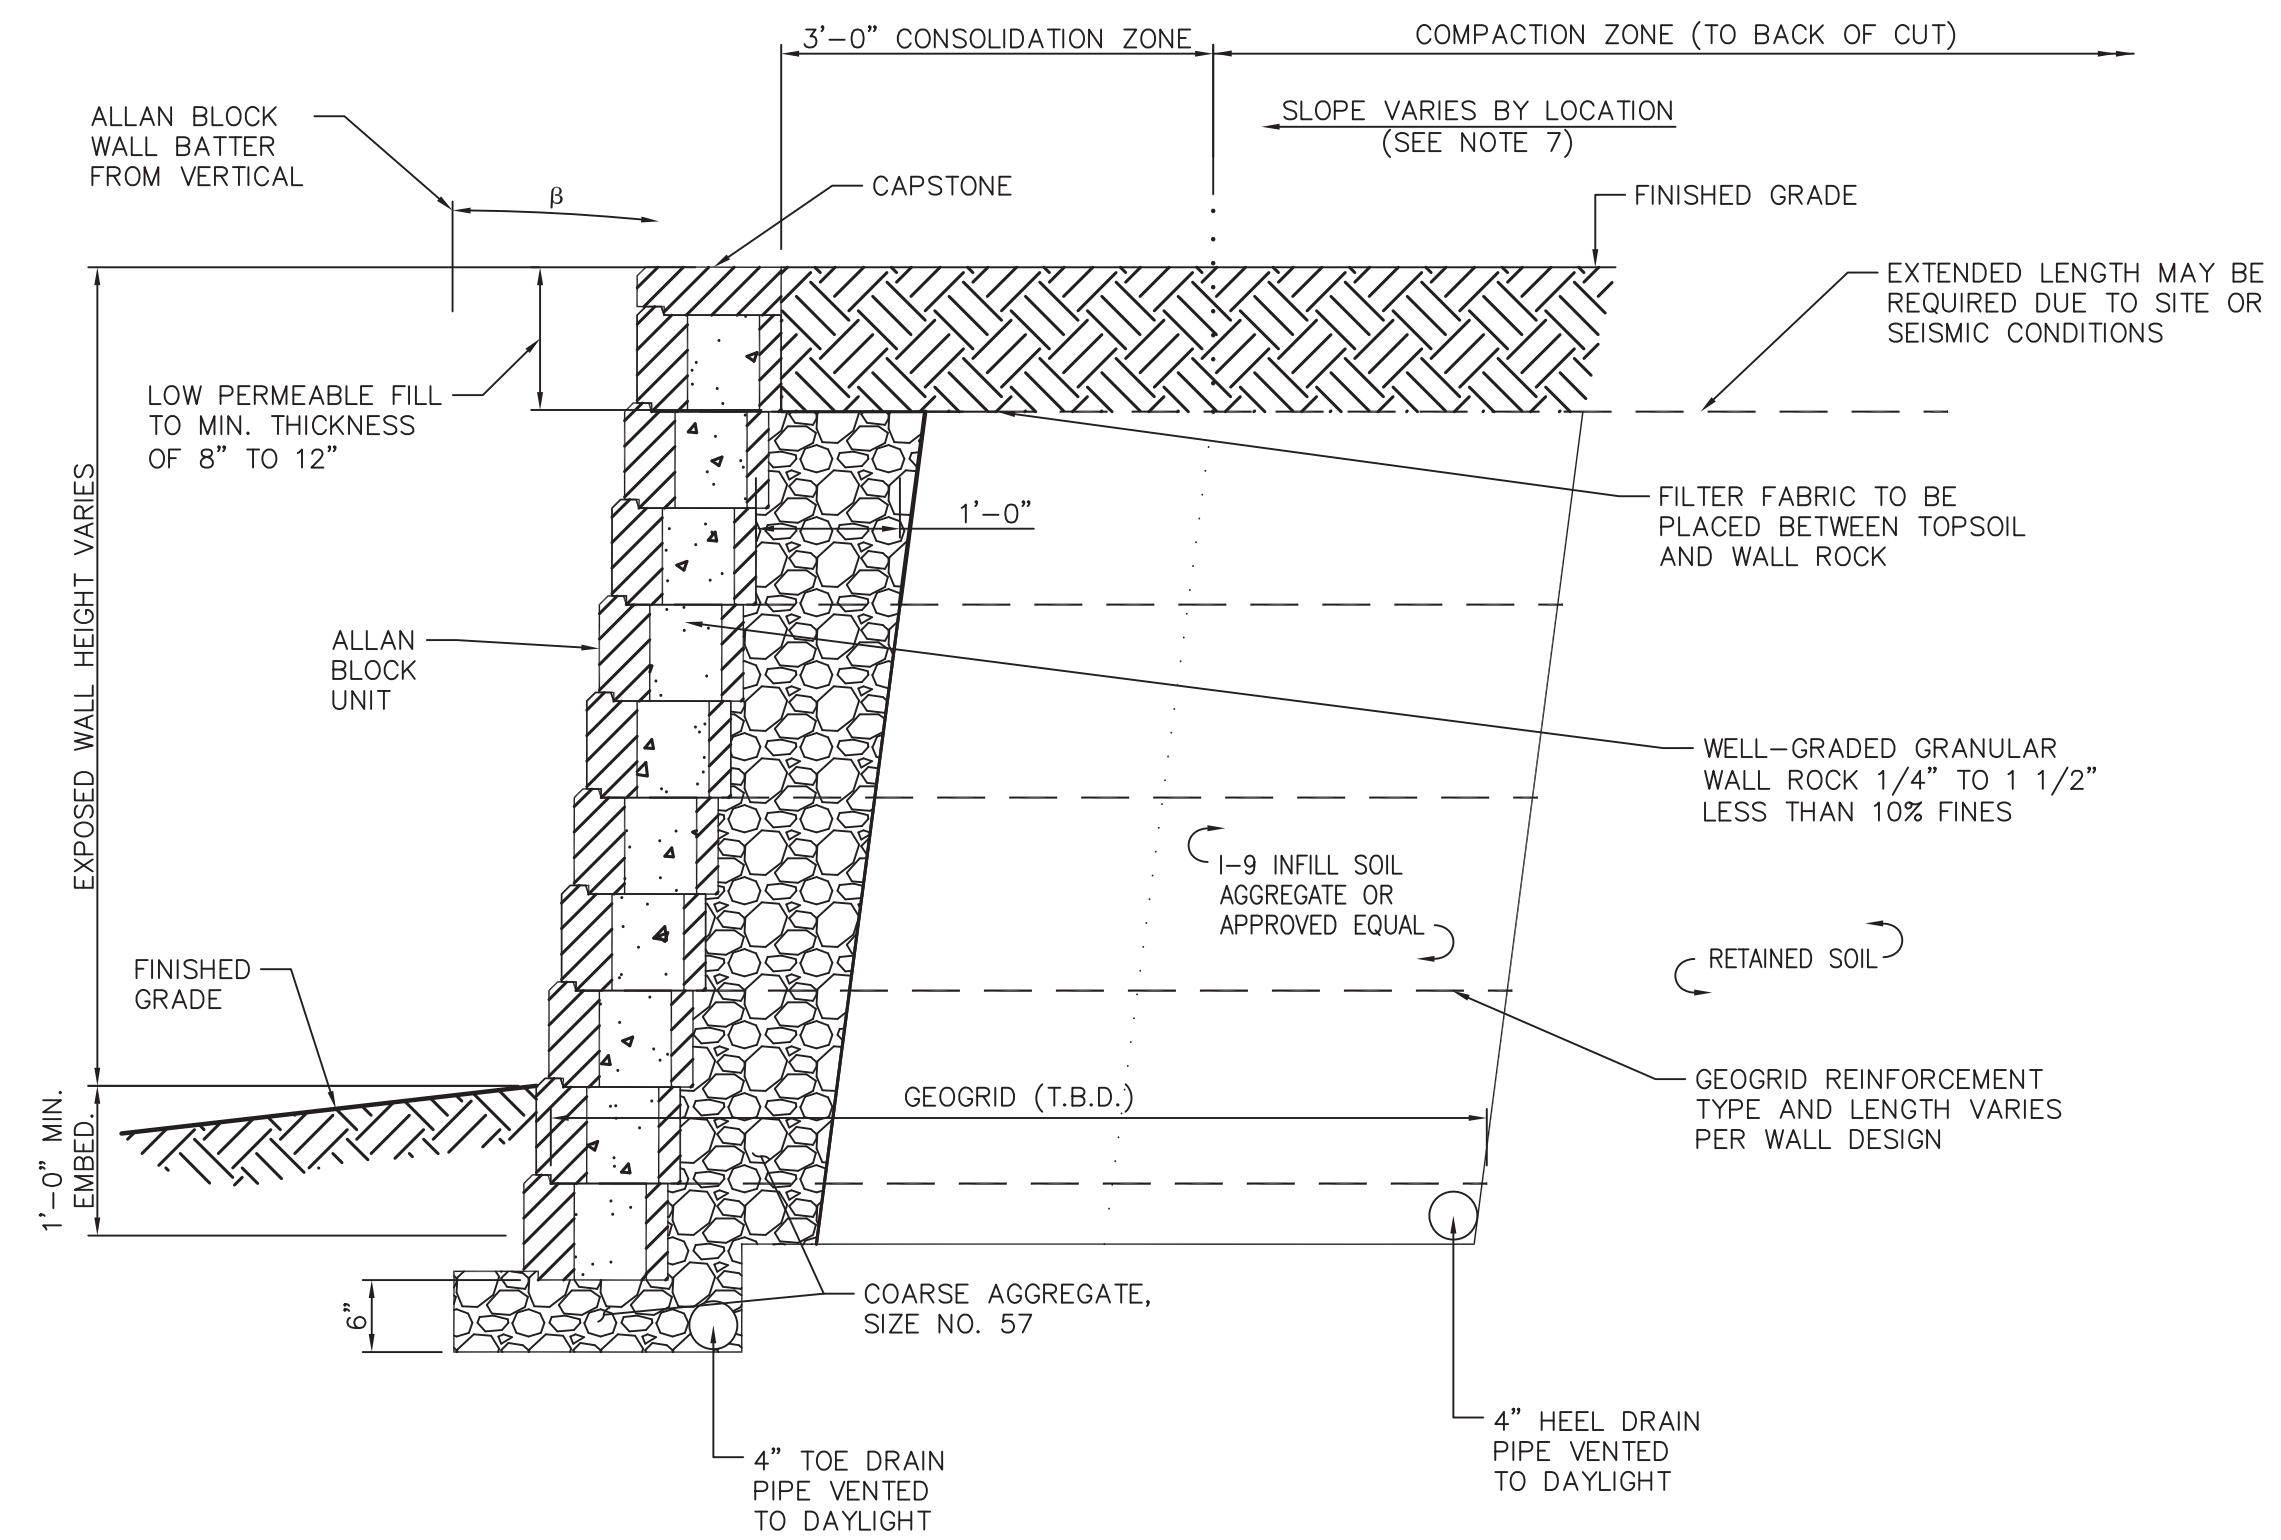 3'-0" CONSOLIDATION ZONE
COMPACTION ZONE (TO BACK OF CUT)
SLOPE VARIES BY LOCATION
(SEE NOTE 7)
ALLAN BLOCK
WALL BATTER
FROM VERTICAL
β
CAPSTONE
FINISHED GRADE
EXTENDED LENGTH MAY BE
REQUIRED DUE TO SITE OR
SEISMIC CONDITIONS
LOW PERMEABLE FILL
TO MIN. THICKNESS
OF 8" TO 12"
EXPOSED WALL HEIGHT VARIES
1'-0"
FILTER FABRIC TO BE
PLACED BETWEEN TOPSOIL
AND WALL ROCK
ALLAN
BLOCK
UNIT
WELL-GRADED GRANULAR
WALL ROCK 1/4" TO 1 1/2"
LESS THAN 10% FINES
I-9 INFILL SOIL
AGGREGATE OR
APPROVED EQUAL
RETAINED SOIL
FINISHED
GRADE
GEOGRID (T.B.D.)
GEOGRID REINFORCEMENT
TYPE AND LENGTH VARIES
PER WALL DESIGN
1'-0" MIN.
EMBED.
6"
COARSE AGGREGATE,
SIZE NO. 57
4" TOE DRAIN
PIPE VENTED
TO DAYLIGHT
4" HEEL DRAIN
PIPE VENTED
TO DAYLIGHT